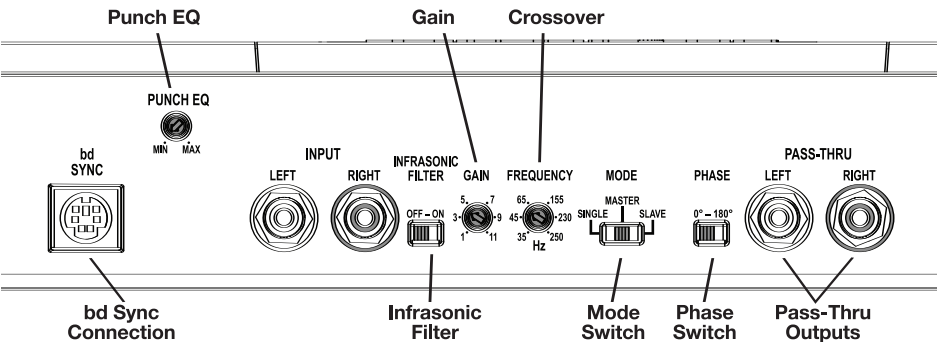 Punch EQ
Gain
Crossover
PUNCH EQ
MIN MAX
bd
SYNC
INPUT
LEFT
RIGHT
INFRASONIC
FILTER
OFF – ON
GAIN
5 7
3 9
1 11
FREQUENCY
65 155
45 230
35 250
Hz
MODE
MASTER
SINGLE SLAVE
PHASE
0° – 180°
PASS-THRU
LEFT
RIGHT
bd Sync
Connection
Infrasonic
Filter
Mode
Switch
Phase
Switch
Pass-Thru
Outputs